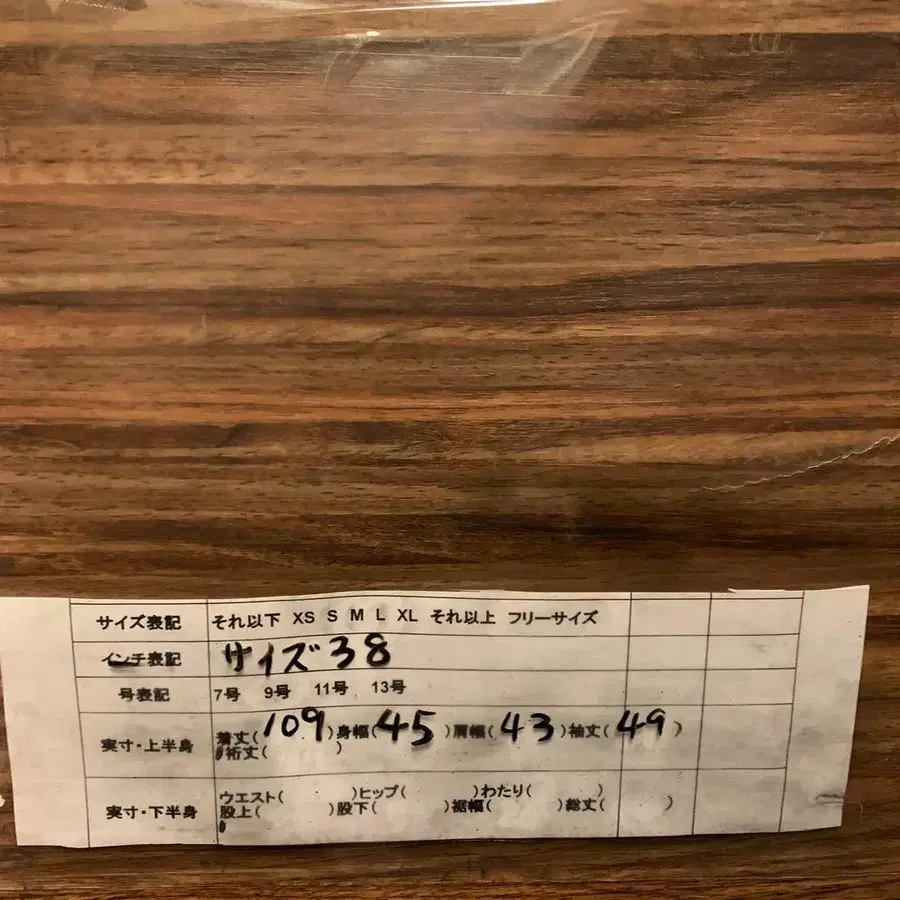 サイズ表記 それ以下 XS S M L XL それ以上 フリーサイズ
インチ表記 サイズ38
号表記 7号 9号 11号 13号
実寸・上半身 着丈(109)身幅(45)肩幅(43)袖丈(49)
裄丈( )
実寸・下半身 ウエスト( )ヒップ( )わたり( )
股上( )股下( )裾幅( )総丈( )